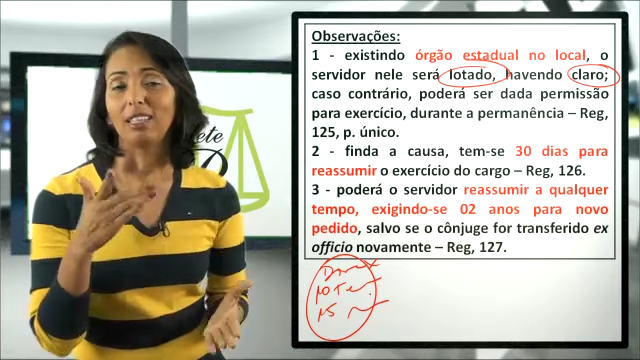 Observações:
1 - existindo órgão estadual no local, o
servidor nele será lotado, havendo claro;
caso contrário, poderá ser dada permissão
para exercício, durante a permanência – Reg,
125, p. único.
2 - finda a causa, tem-se 30 dias para
reassumir o exercício do cargo – Reg, 126.
3 - poderá o servidor reassumir a qualquer
tempo, exigindo-se 02 anos para novo
pedido, salvo se o cônjuge for transferido ex
officio novamente – Reg, 127.